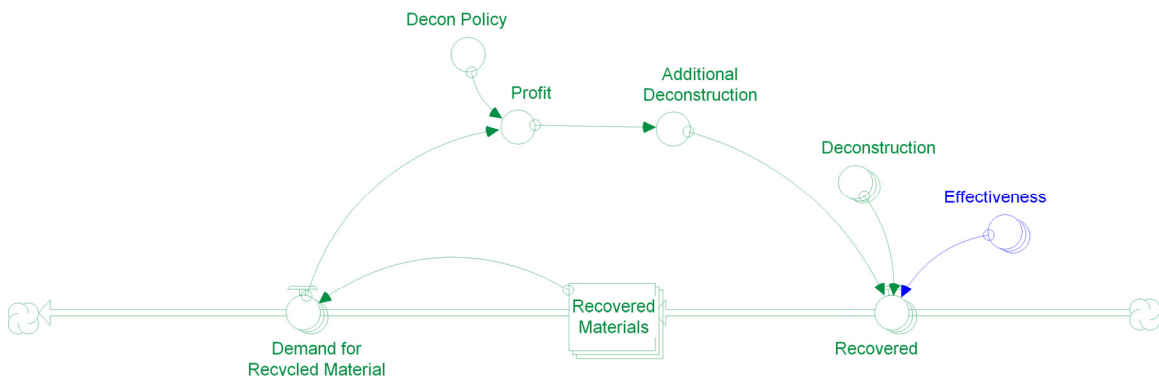 Decon Policy
Profit
Additional
Deconstruction
Deconstruction
Effectiveness
Recovered
Materials
Demand for
Recycled Material
Recovered